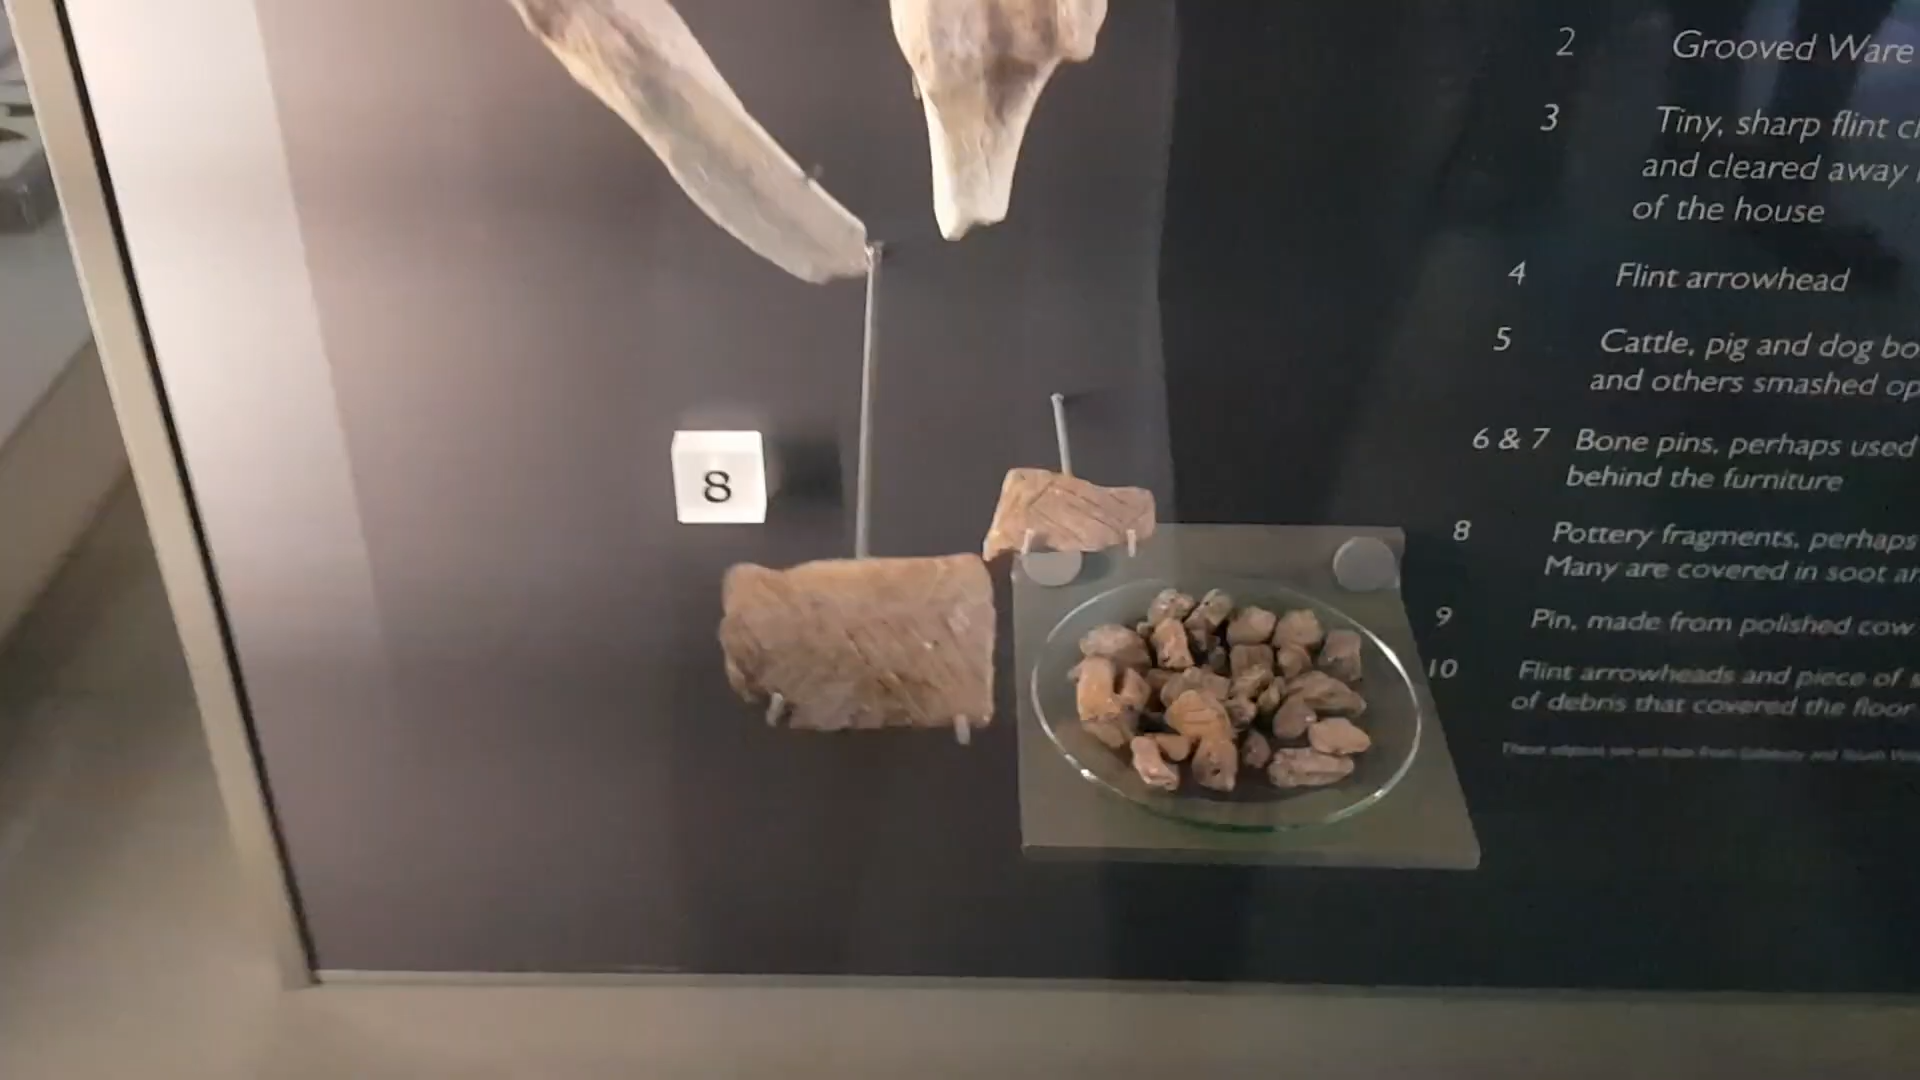 2 Grooved Ware
3 Tiny, sharp flint
and cleared away
of the house
4 Flint arrowhead
5 Cattle, pig and dog
and others smashed
6 & 7 Bone pins, perhaps used
behind the furniture
8
8 Pottery fragments, perhaps
Many are covered in soot
9 Pin, made from polished cow
10 Flint arrowheads and piece of
of debris that covered the floor